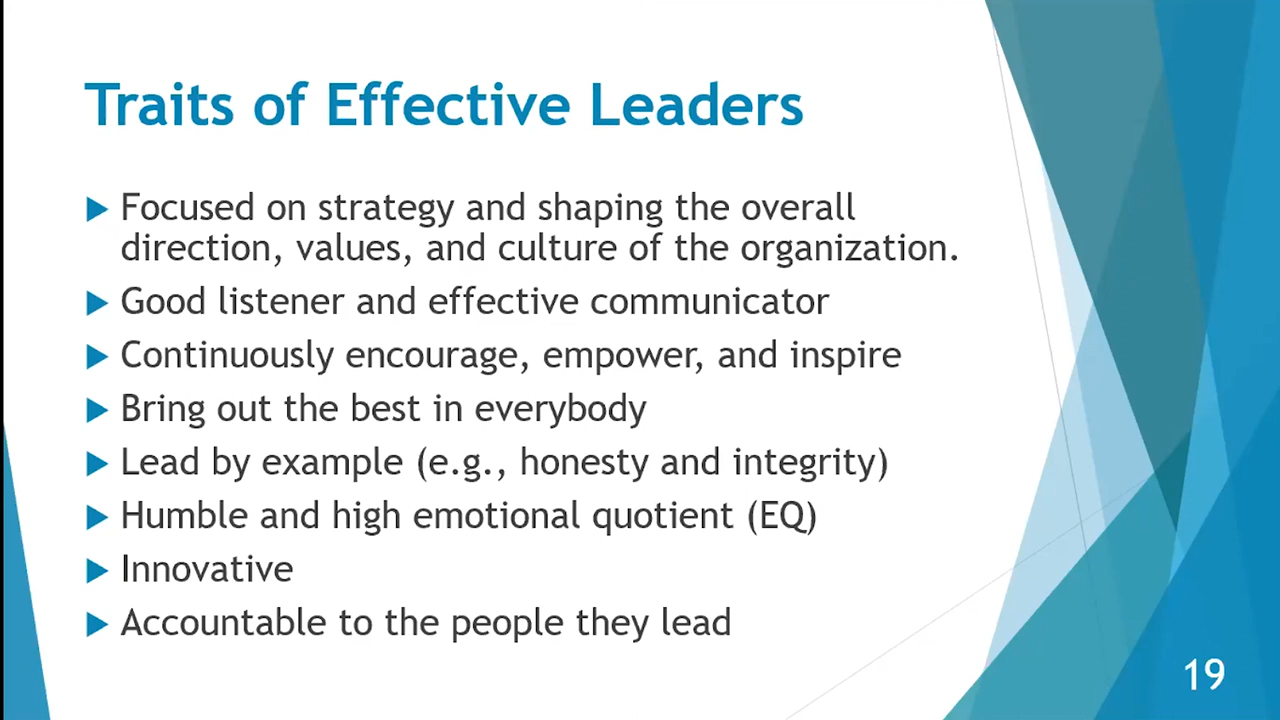 Traits of Effective Leaders
Focused on strategy and shaping the overall
direction, values, and culture of the organization.
Good listener and effective communicator
Continuously encourage, empower, and inspire
Bring out the best in everybody
Lead by example (e.g., honesty and integrity)
Humble and high emotional quotient (EQ)
Innovative
Accountable to the people they lead
19